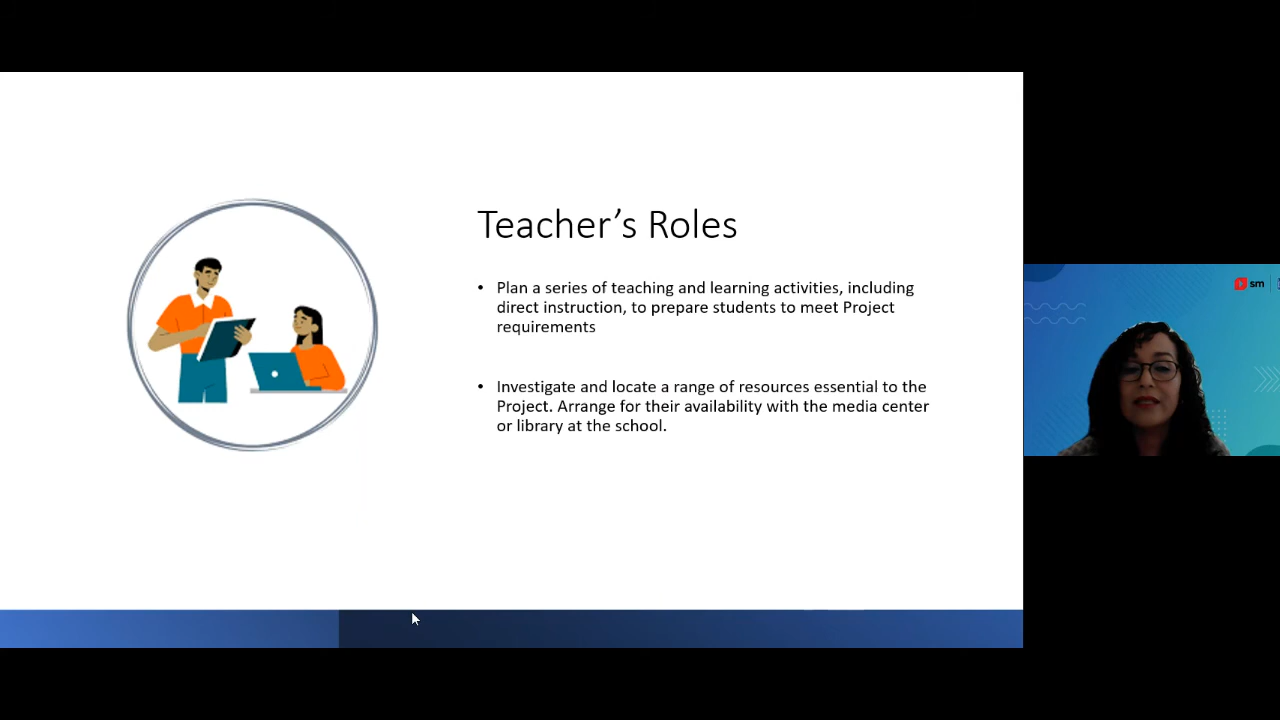 Teacher’s Roles
• Plan a series of teaching and learning activities, including
direct instruction, to prepare students to meet Project
requirements
• Investigate and locate a range of resources essential to the
Project. Arrange for their availability with the media center
or library at the school.
sm